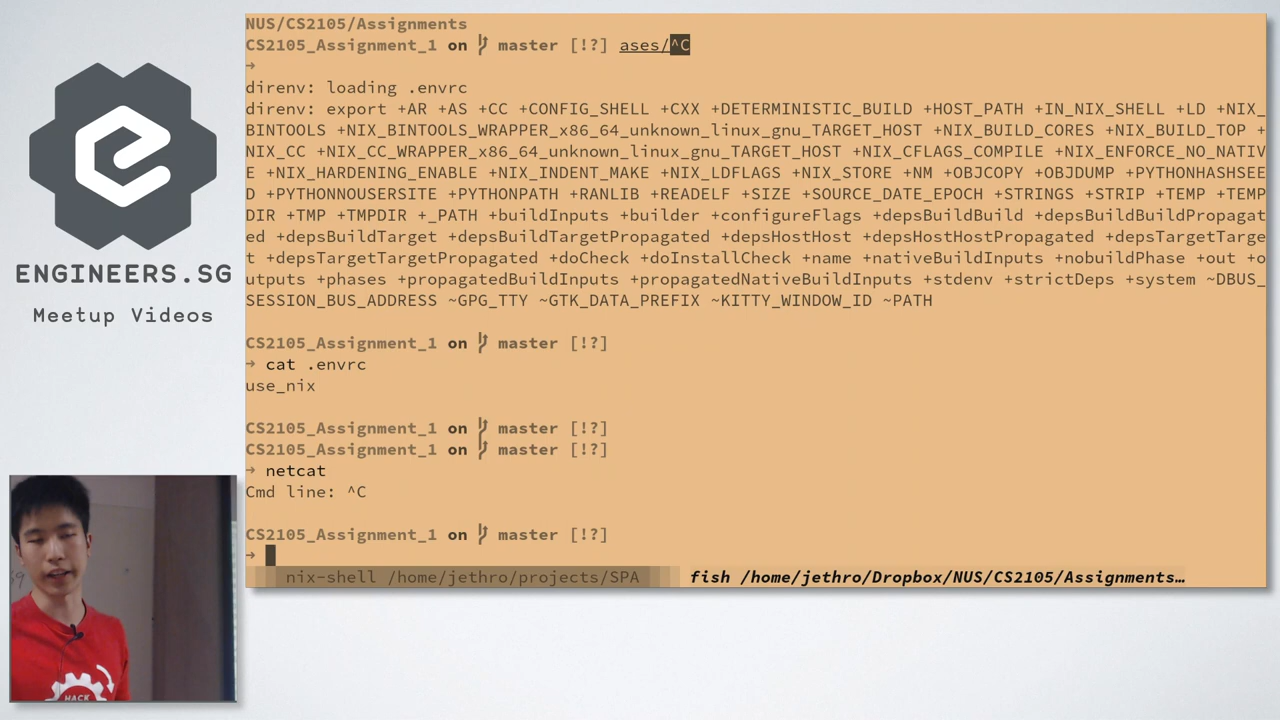 NUS/CS2105/Assignments
CS2105_Assignment_1 on master [!?] ases/^C
→
direnv: loading .envrc
direnv: export +AR +AS +CC +CONFIG_SHELL +CXX +DETERMINISTIC_BUILD +HOST_PATH +IN_NIX_SHELL +LD +NIX_
BINTOOLS +NIX_BINTOOLS_WRAPPER_x86_64_unknown_linux_gnu_TARGET_HOST +NIX_BUILD_CORES +NIX_BUILD_TOP +
NIX_CC +NIX_CC_WRAPPER_x86_64_unknown_linux_gnu_TARGET_HOST +NIX_CFLAGS_COMPILE +NIX_ENFORCE_NO_NATIV
E +NIX_HARDENING_ENABLE +NIX_INDENT_MAKE +NIX_LDFLAGS +NIX_STORE +NM +OBJCOPY +OBJDUMP +PYTHONHASHSEE
D +PYTHONNOUSERSITE +PYTHONPATH +RANLIB +READELF +SIZE +SOURCE_DATE_EPOCH +STRINGS +STRIP +TEMP +TEMP
DIR +TMP +TMPDIR +_PATH +buildInputs +builder +configureFlags +depsBuildBuild +depsBuildBuildPropagat
ed +depsBuildTarget +depsBuildTargetPropagated +depsHostHost +depsHostHostPropagated +depsTargetTarge
t +depsTargetTargetPropagated +doCheck +doInstallCheck +name +nativeBuildInputs +nobuildPhase +out +o
utputs +phases +propagatedBuildInputs +propagatedNativeBuildInputs +stdenv +strictDeps +system ~DBUS_
SESSION_BUS_ADDRESS ~GPG_TTY ~GTK_DATA_PREFIX ~KITTY_WINDOW_ID ~PATH
CS2105_Assignment_1 on master [!?]
→ cat .envrc
use_nix
CS2105_Assignment_1 on master [!?]
CS2105_Assignment_1 on master [!?]
→ netcat
Cmd line: ^C
CS2105_Assignment_1 on master [!?]
→
nix-shell /home/jethro/projects/SPA
fish /home/jethro/Dropbox/NUS/CS2105/Assignments…
ENGINEERS.SG
Meetup Videos
HACK